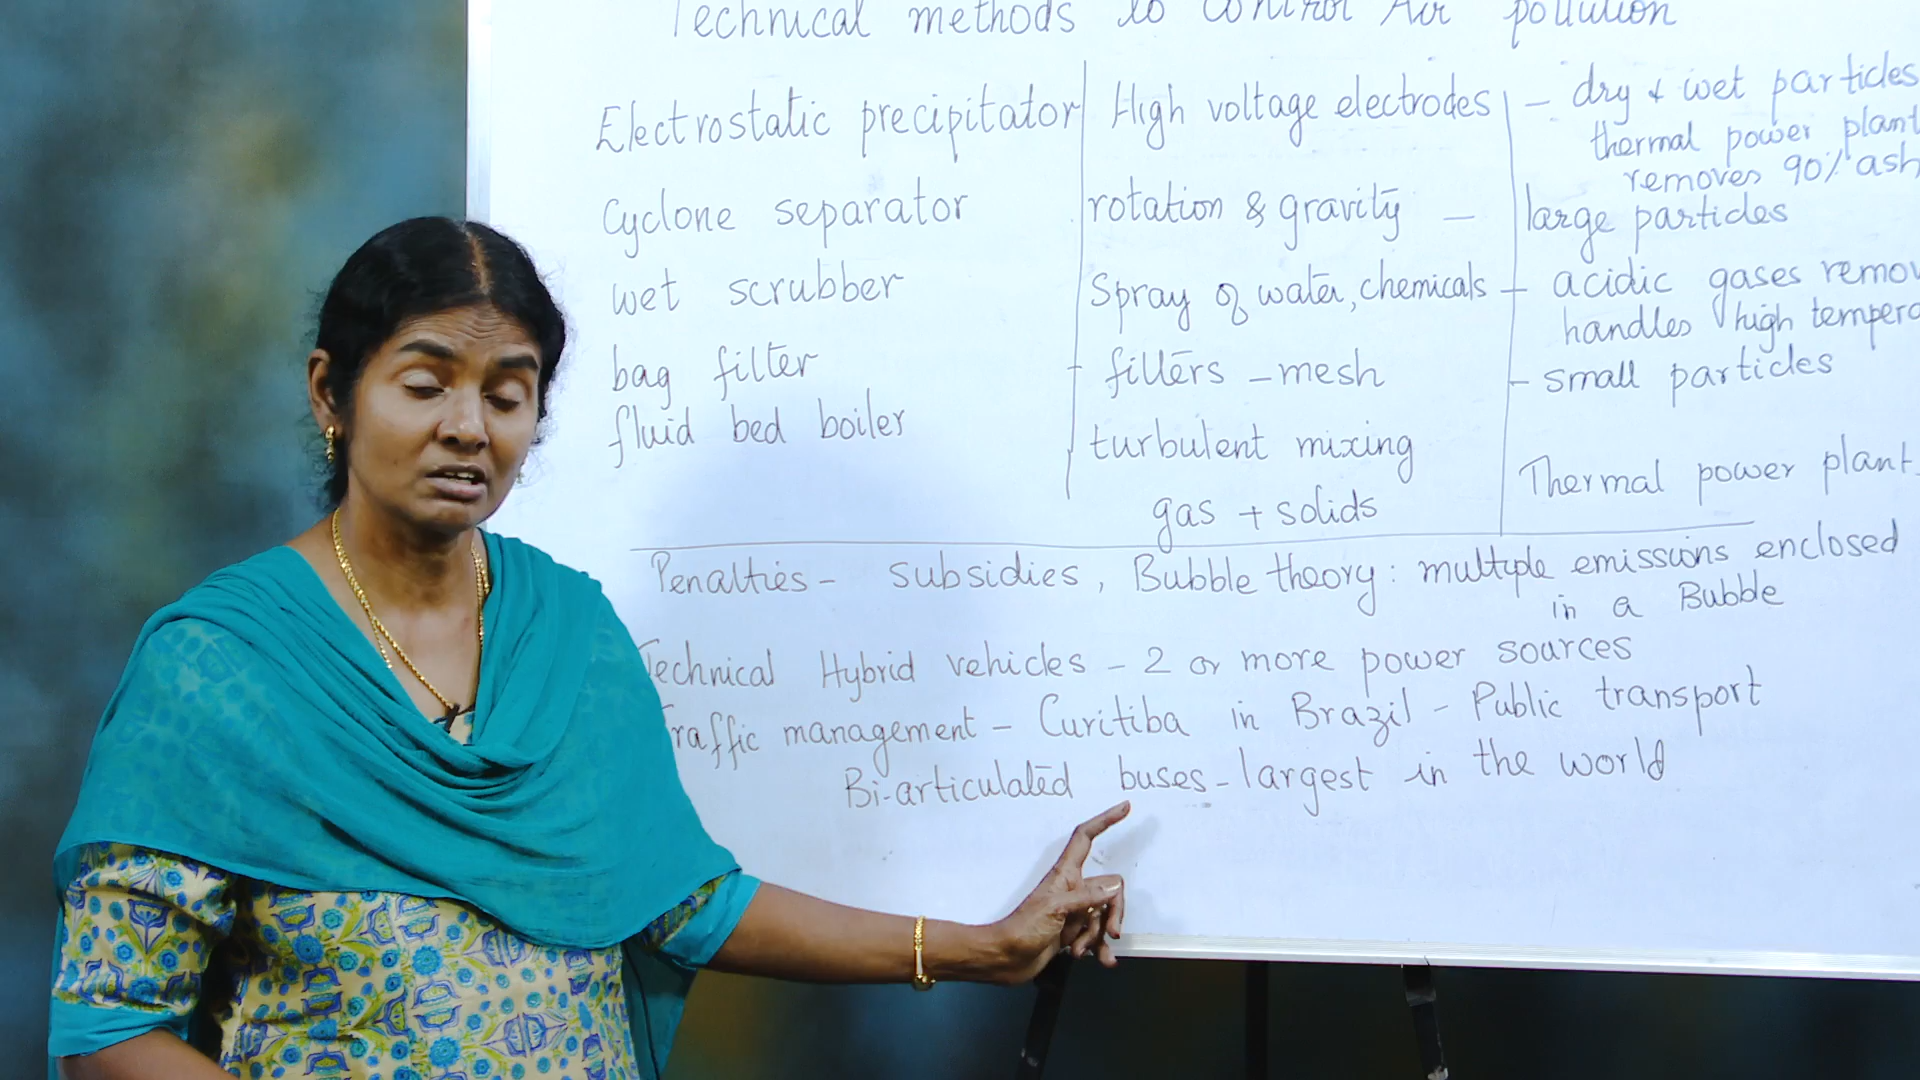 Technical methods to control Air pollution
Electrostatic precipitator High voltage electrodes – dry & wet particles
thermal power plant
removes 90% ash
Cyclone separator rotation & gravity – large particles
wet scrubber Spray of water, chemicals – acidic gases
handles high
bag filter – filters – mesh – small particles
fluid bed boiler turbulent mixing Thermal power plant
gas + solids
Penalties – subsidies, Bubble theory: multiple emissions enclosed
in a Bubble
Technical Hybrid vehicles – 2 or more power sources
Traffic management – Curitiba in Brazil – Public transport
Bi-articulated buses – largest in the world